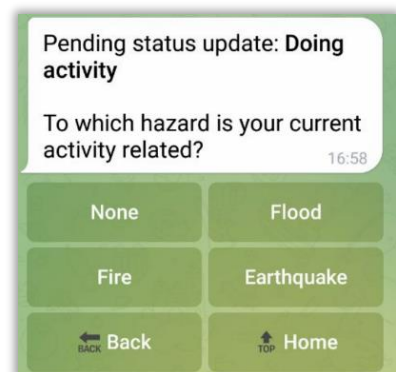 Pending status update: Doing
activity
To which hazard is your current
activity related?
16:58
None
Flood
Fire
Earthquake
BACK Back
TOP Home